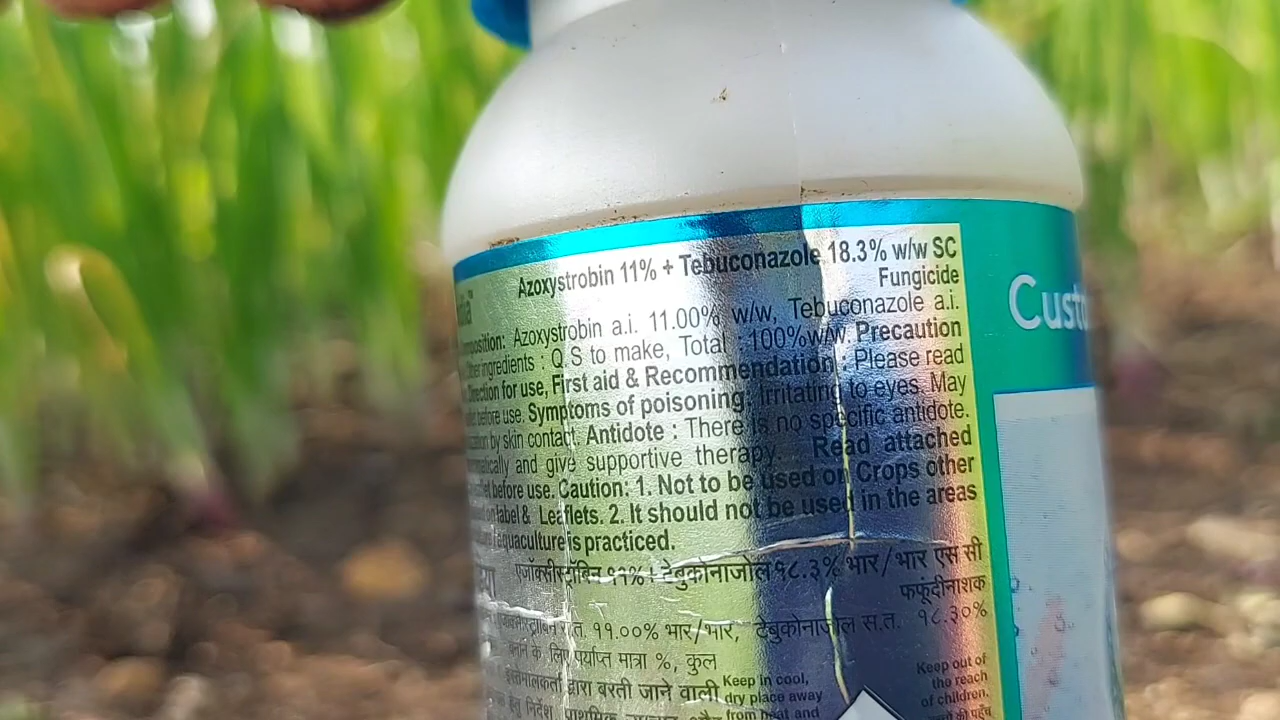 Azoxystrobin 11% + Tebuconazole 18.3% w/w SC
Fungicide
Azoxystrobin a.i. 11.00% w/w, Tebuconazole a.i.
ingredients : Q S to make, Total : 100%w/w Precaution
Direction for use, First aid & Recommendation : Please read
before use. Symptoms of poisoning: Irritating to eyes. May
by skin contact. Antidote : There is no specific antidote.
and give supportive therapy. Read attached
before use. Caution: 1. Not to be used on Crops other
on label & Leaflets. 2. It should not be used in the areas
aquaculture is practiced.
एजॉक्सीस्ट्रॉबिन ११% + टेबुकोनाजोल १८.३% भार/भार एस सी
फफूंदीनाशक
स.त. ११.००% भार/भार, टेबुकोनाजोल स.त. १८.३०%
बनाने के लिए पर्याप्त मात्रा %, कुल
द्वारा बरती जाने वाली
Keep in cool,
dry place away
from heat and
Keep out of
the reach
of children.
Custo